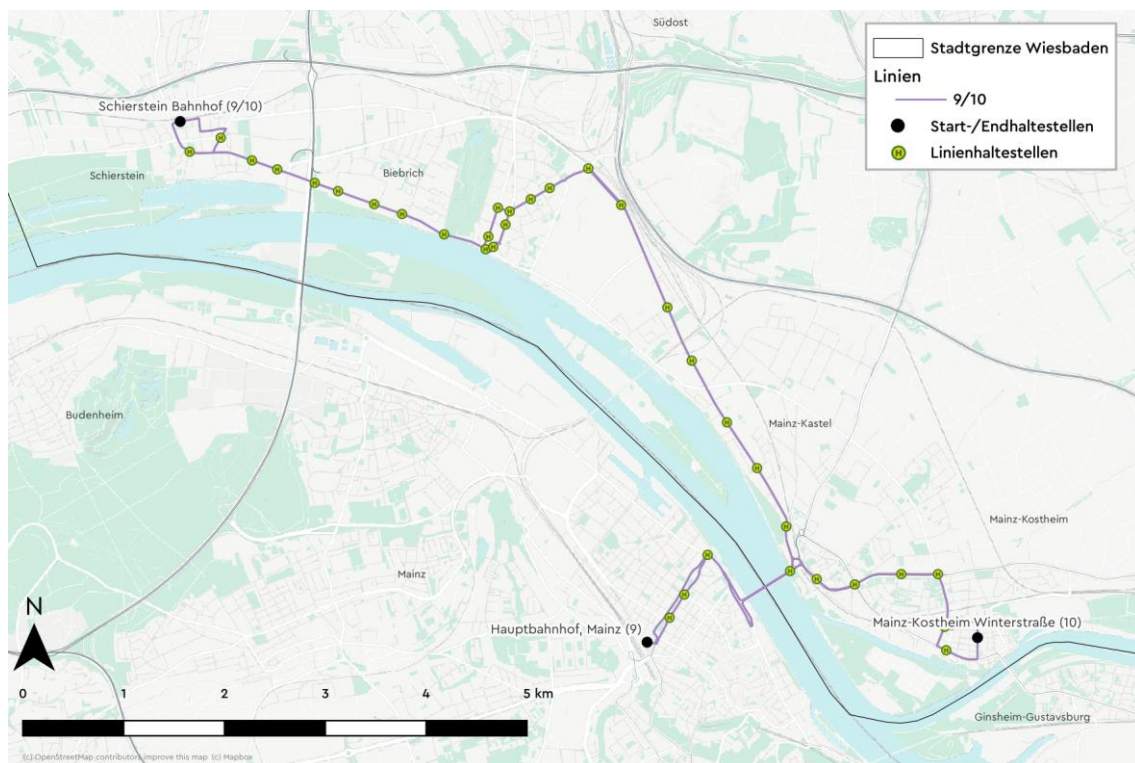 Südost
Stadtgrenze Wiesbaden
Linien
9/10
Start-/Endhaltestellen
H Linienhaltestellen
Schierstein Bahnhof (9/10)
Schierstein
Biebrich
Budenheim
Mainz-Kastel
Mainz-Kostheim
Mainz
Hauptbahnhof, Mainz (9)
Mainz-Kostheim Winterstraße (10)
Ginsheim-Gustavsburg
N
0 1 2 3 4 5 km
(c) OpenStreetMap contributors improve this map (c) Mapbox